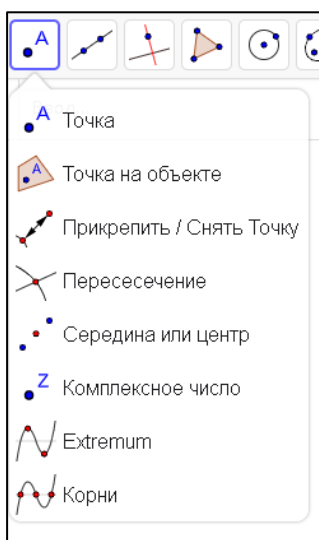 A
A Точка
A Точка на объекте
Прикрепить / Снять Точку
Пересесечение
Середина или центр
Z Комплексное число
Extremum
Корни